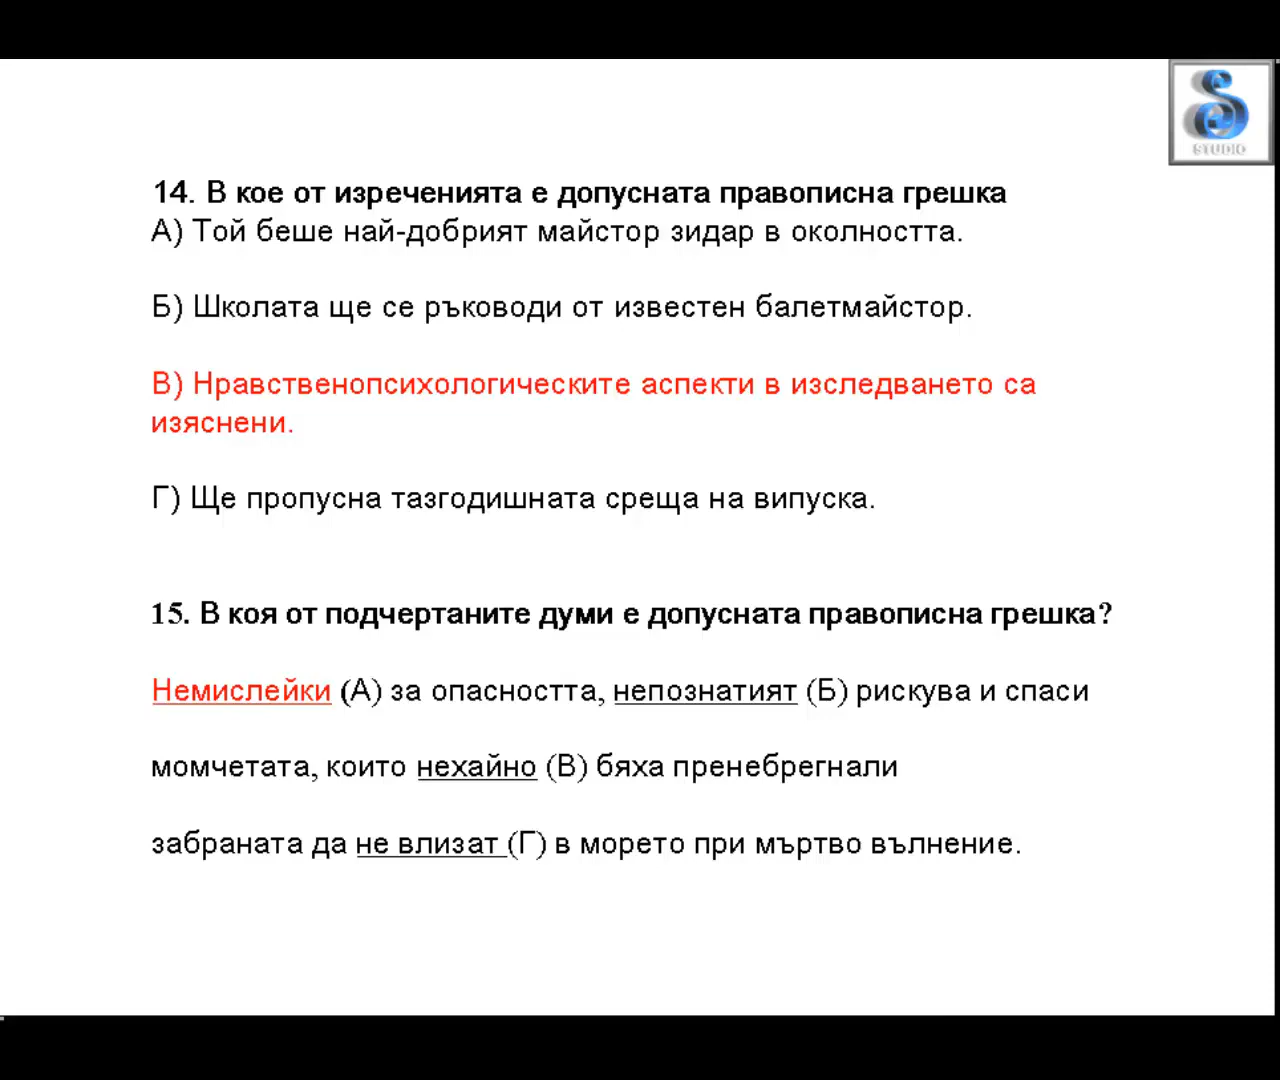 S
STUDIO
14. В кое от изреченията е допусната правописна грешка
А) Той беше най-добрият майстор зидар в околността.
Б) Школата ще се ръководи от известен балетмайстор.
В) Нравственопсихологическите аспекти в изследването са
изяснени.
Г) Ще пропусна тазгодишната среща на випуска.
15. В коя от подчертаните думи е допусната правописна грешка?
Немислейки (А) за опасността, непознатият (Б) рискува и спаси
момчетата, които нехайно (В) бяха пренебрегнали
забраната да не влизат (Г) в морето при мъртво вълнение.